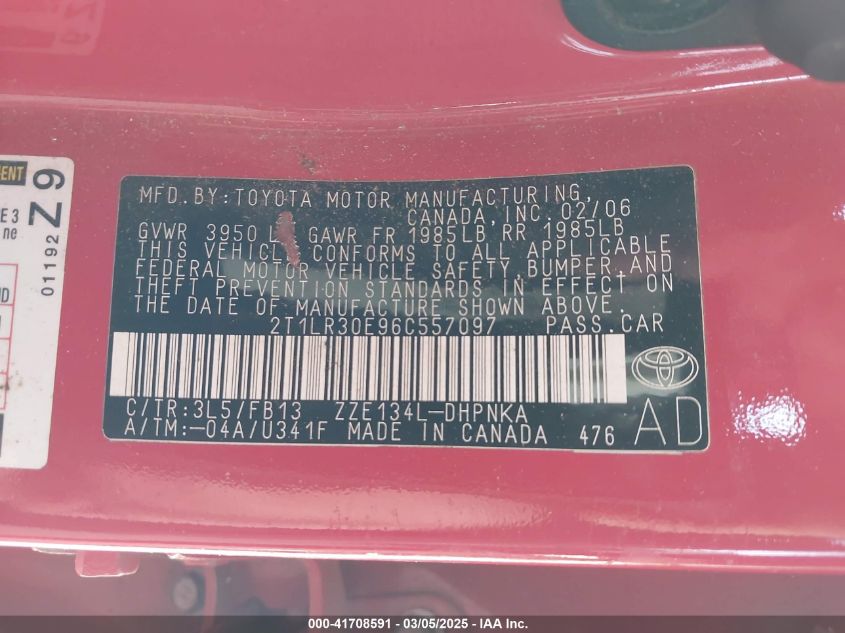 MFD.BY:TOYOTA MOTOR MANUFACTURING,
CANADA, INC. 02/06
GVWR 3950 L GAWR FR 1985LB, RR 1985LB
THIS VEHICLE CONFORMS TO ALL APPLICABLE
FEDERAL MOTOR VEHICLE SAFETY,BUMPER,AND
THEFT PREVENTION STANDARDS IN EFFECT ON
THE DATE OF MANUFACTURE SHOWN ABOVE.
2T1LR30E96C557097 PASS.CAR
C/TR:3L5/FB13 ZZE134L-DHPNKA
A/TM:-04A/U341F MADE IN CANADA 476
AD
Z9
01192
E 3
ne
000-41708591 - 03/05/2025 - IAA Inc.